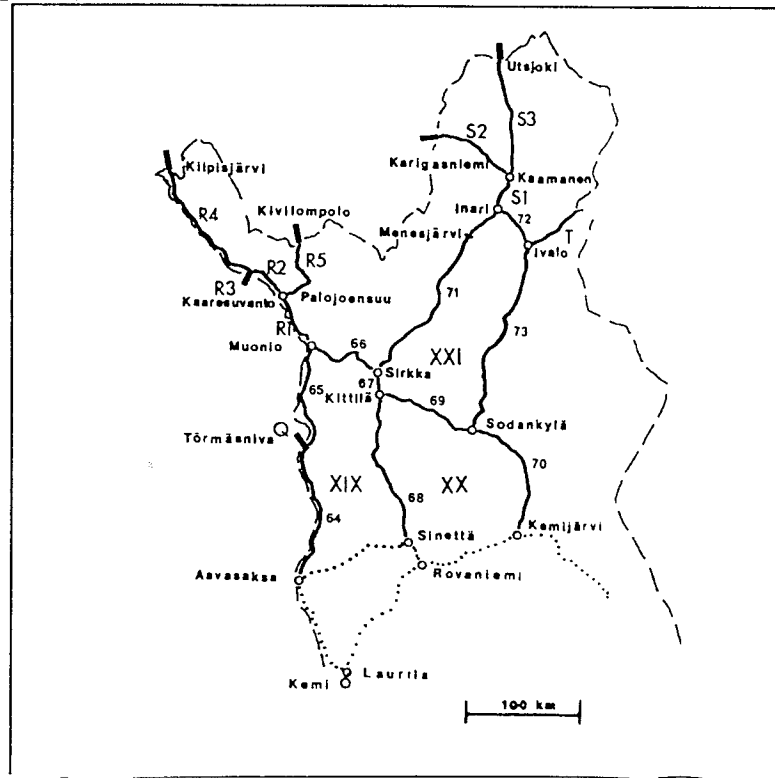 Utsjoki
S3
S2
Karigasniemi
Kaamanen
Kilpisjärvi
S1
Inari
72
Kivilompolo
Menesjärvi
T
Ivalo
R4
R5
R2
R3
Kaaresuvanto
Palojoensuu
71
73
R1
Muonio
66
XXI
Sirkka
67
65
Kittilä
69
Q
Sodankylä
Törmäsniva
70
XIX
XX
68
64
Sinettä
Kemijärvi
Rovaniemi
Aavasaksa
Laurila
Kemi
100 km